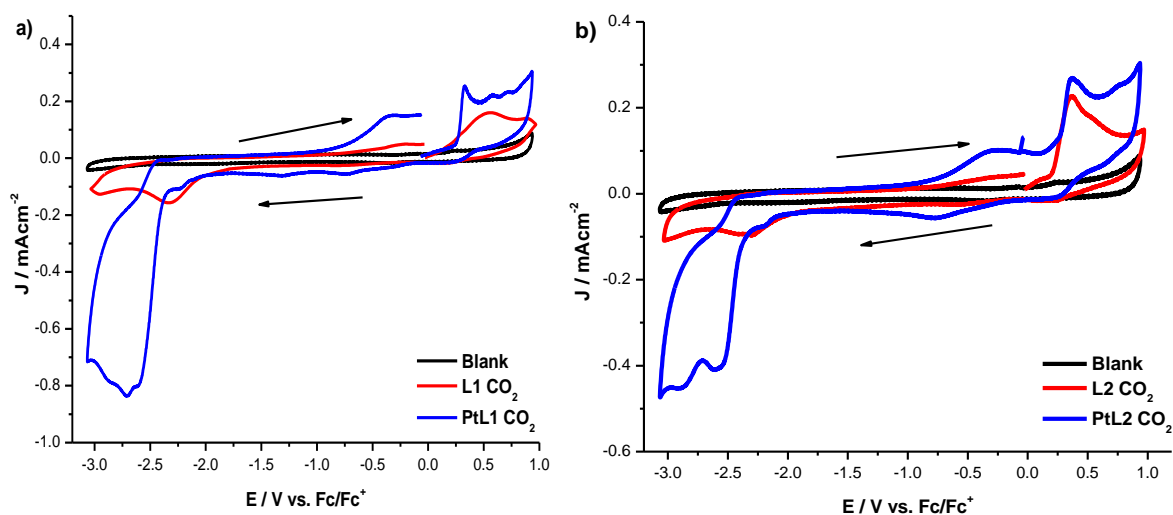 a)
J / mAcm⁻²
0.4
0.2
0.0
-0.2
-0.4
-0.6
-0.8
-1.0
Blank
L1 CO₂
PtL1 CO₂
-3.0 -2.5 -2.0 -1.5 -1.0 -0.5 0.0 0.5 1.0
E / V vs. Fc/Fc⁺
b)
J / mAcm⁻²
0.4
0.2
0.0
-0.2
-0.4
-0.6
Blank
L2 CO₂
PtL2 CO₂
-3.0 -2.5 -2.0 -1.5 -1.0 -0.5 0.0 0.5 1.0
E / V vs. Fc/Fc⁺